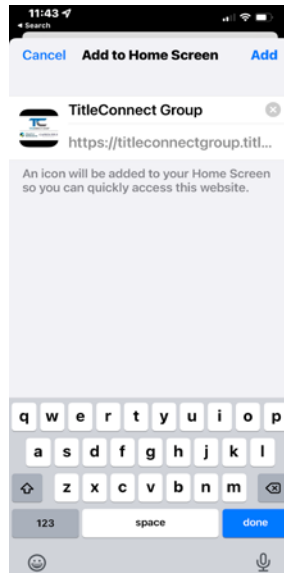 11:43
◂ Search
Cancel Add to Home Screen Add
TitleConnect Group
TC
https://titleconnectgroup.titl...
An icon will be added to your Home Screen
so you can quickly access this website.
q w e r t y u i o p
a s d f g h j k l
z x c v b n m
123 space done